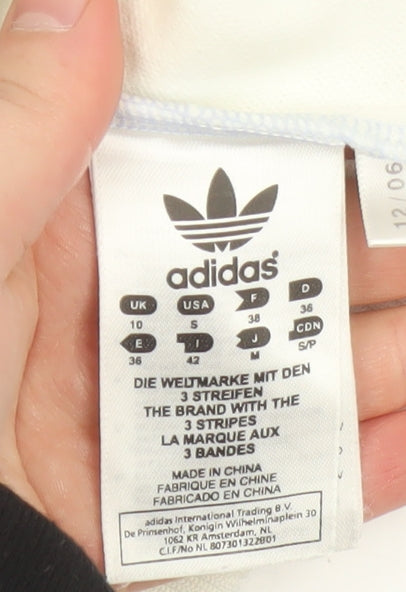 adidas
UK USA F D
10 S 38 36
E I J CDN
36 42 M S/P
DIE WELTMARKE MIT DEN
3 STREIFEN
THE BRAND WITH THE
3 STRIPES
LA MARQUE AUX
3 BANDES
MADE IN CHINA
FABRIQUE EN CHINE
FABRICADO EN CHINA
adidas International Trading B.V.
De Primsenhof, Konigin Wilhelminaplein 30
1062 KR Amsterdam, NL
C.I.F/No NL 807301322B01
12/06